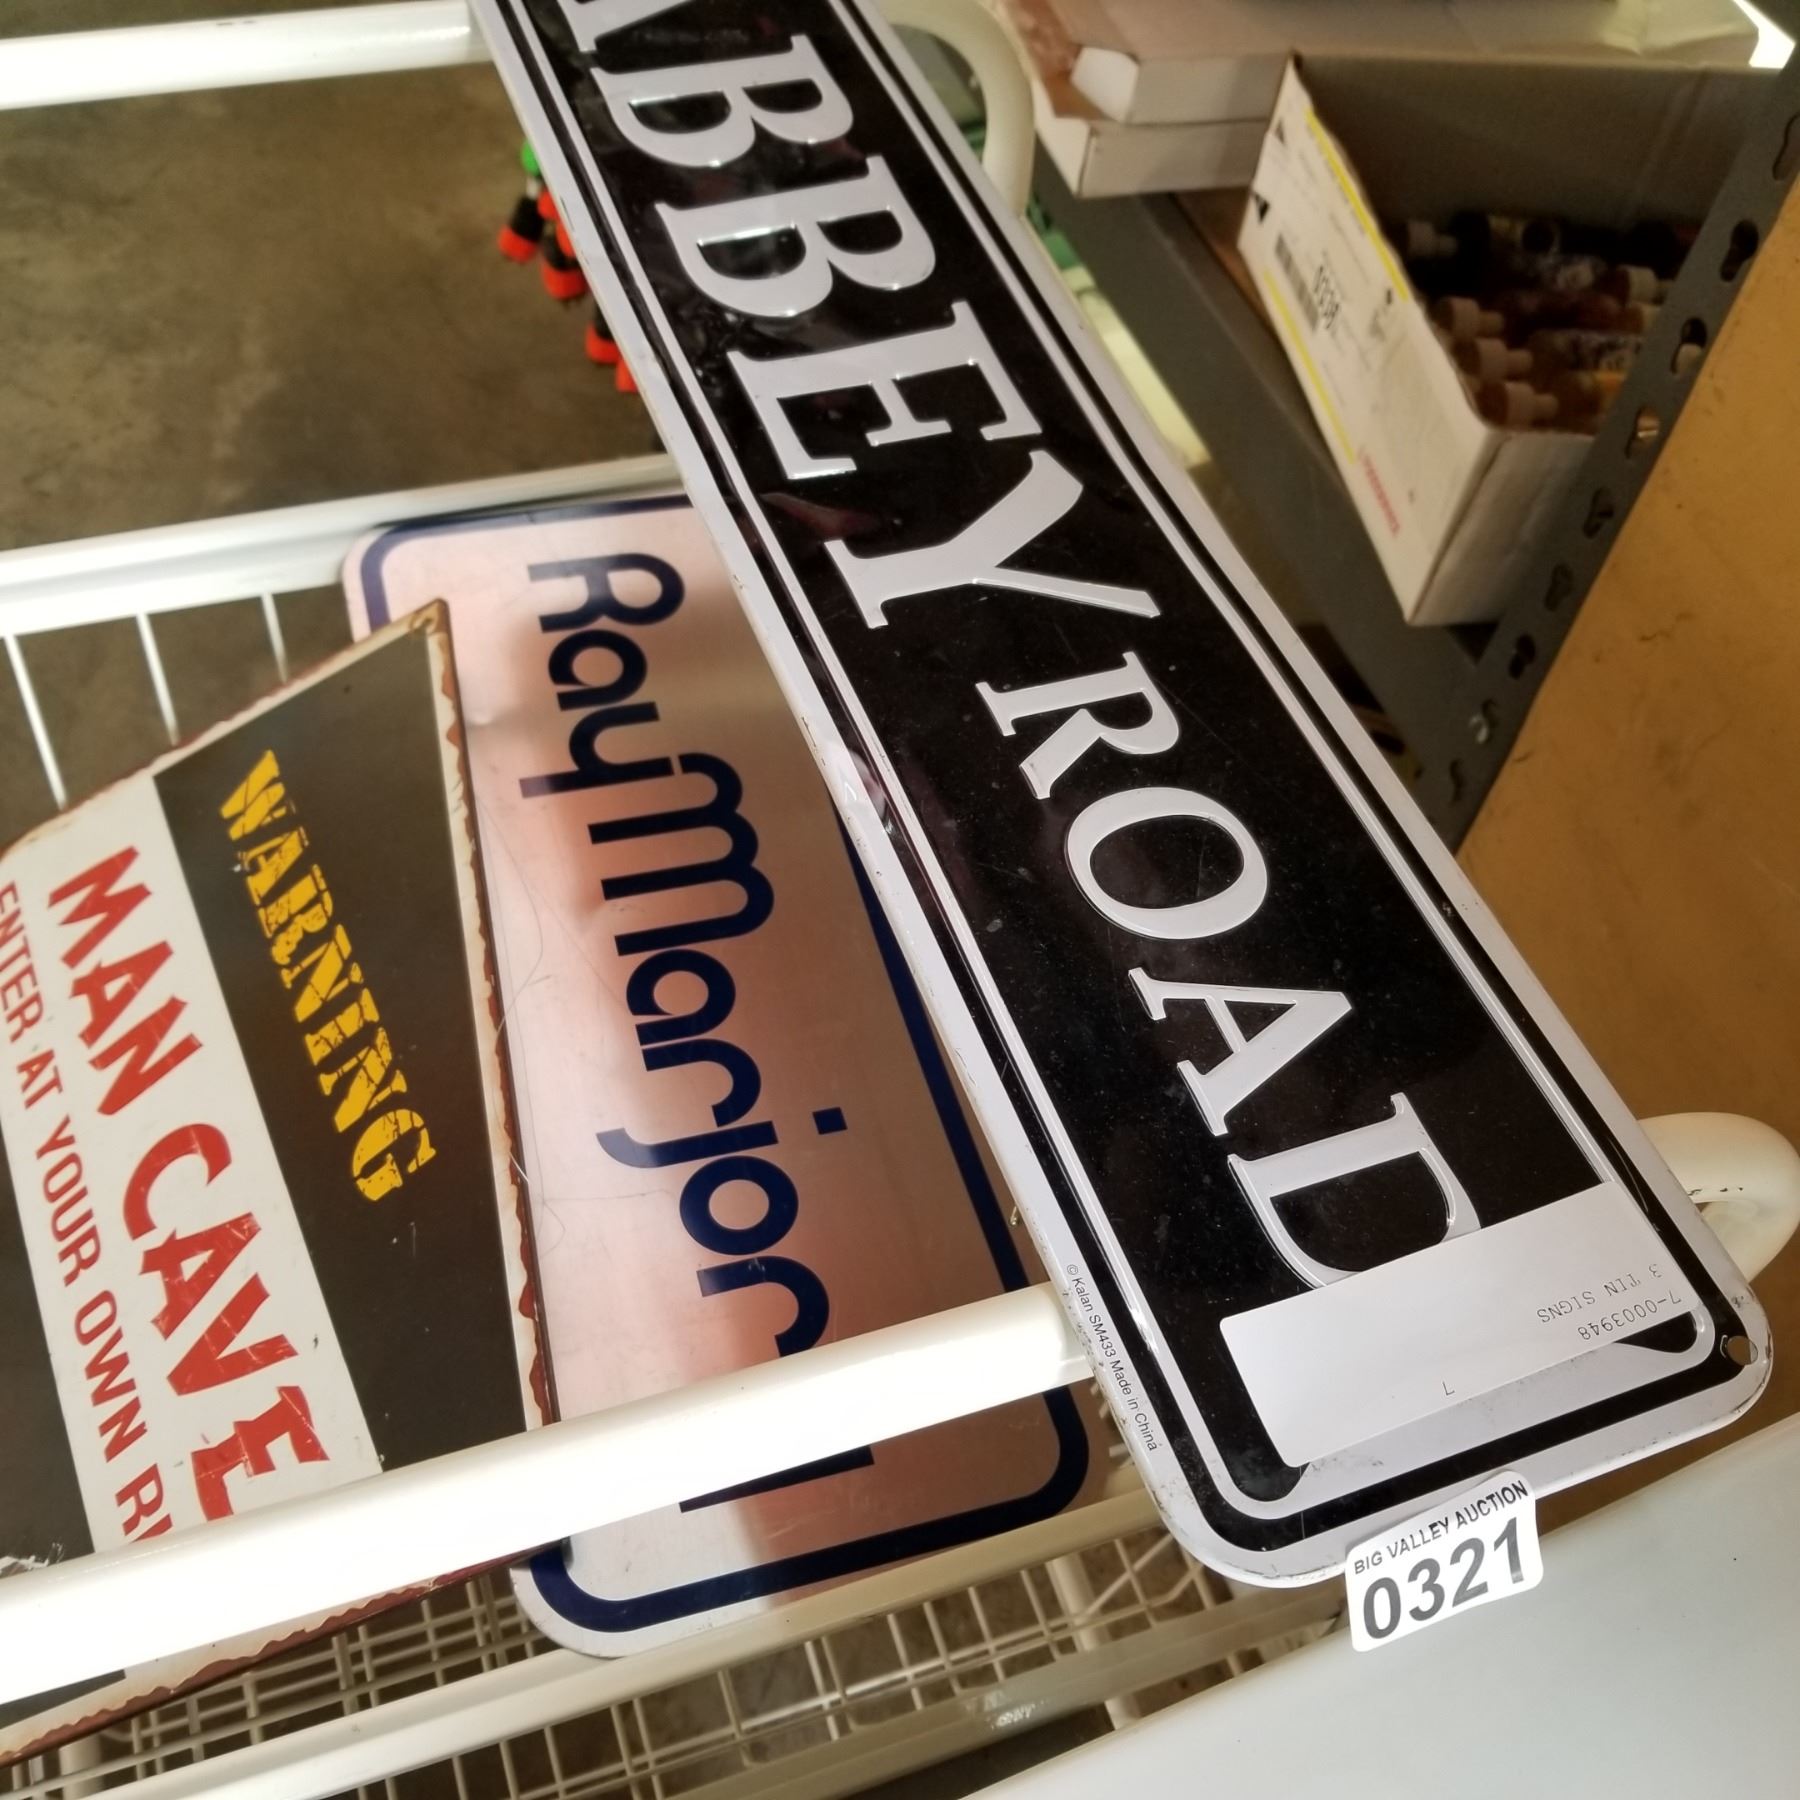 ABBEY ROAD
© Kalan SM433 Made in China
7-0003948
3 TIN SIGNS
7
BIG VALLEY AUCTION
0321
WARNING
MAN CAVE
ENTER AT YOUR OWN